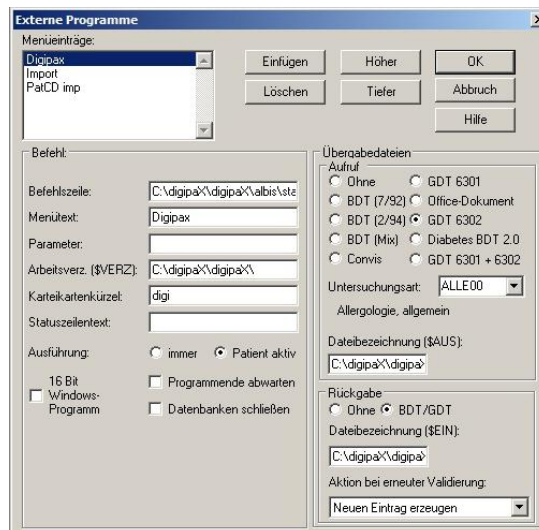 Externe Programme
Menüeinträge:
Digipax
Import
PatCD imp
Einfügen
Höher
OK
Löschen
Tiefer
Abbruch
Hilfe
Befehl:
Befehlszeile: C:\digipaX\digipaX\albis\sta
Menütext: Digipax
Parameter:
Arbeitsverz. ($VERZ): C:\digipaX\digipaX\
Karteikartenkürzel: digi
Statuszeilentext:
Ausführung: immer Patient aktiv
16 Bit
Windows-
Programm
Programmende abwarten
Datenbanken schließen
Übergabedateien
Aufruf
Ohne GDT 6301
BDT (7/92) Office-Dokument
BDT (2/94) GDT 6302
BDT (Mix) Diabetes BDT 2.0
Convis GDT 6301 + 6302
Untersuchungsart: ALLE00
Allergologie, allgemein
Dateibezeichnung ($AUS):
C:\digipaX\digipa
Rückgabe
Ohne BDT/GDT
Dateibezeichnung ($EIN):
C:\digipaX\digipa
Aktion bei erneuter Validierung:
Neuen Eintrag erzeugen